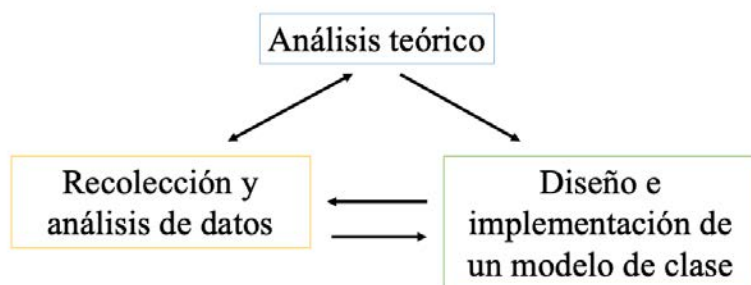 Análisis teórico
Recolección y
análisis de datos
Diseño e
implementación de
un modelo de clase